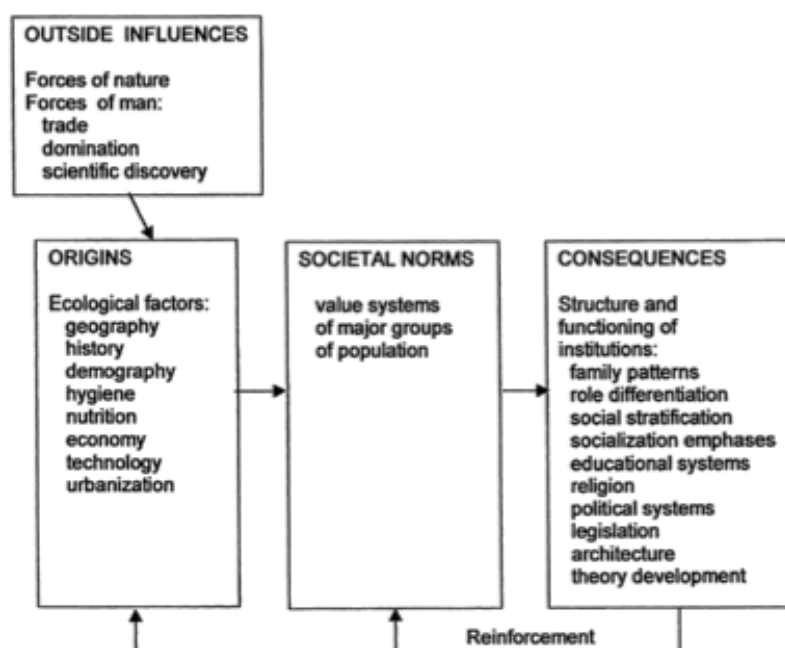 OUTSIDE INFLUENCES
Forces of nature
Forces of man:
trade
domination
scientific discovery
ORIGINS
Ecological factors:
geography
history
demography
hygiene
nutrition
economy
technology
urbanization
SOCIETAL NORMS
value systems
of major groups
of population
CONSEQUENCES
Structure and
functioning of
institutions:
family patterns
role differentiation
social stratification
socialization emphases
educational systems
religion
political systems
legislation
architecture
theory development
Reinforcement